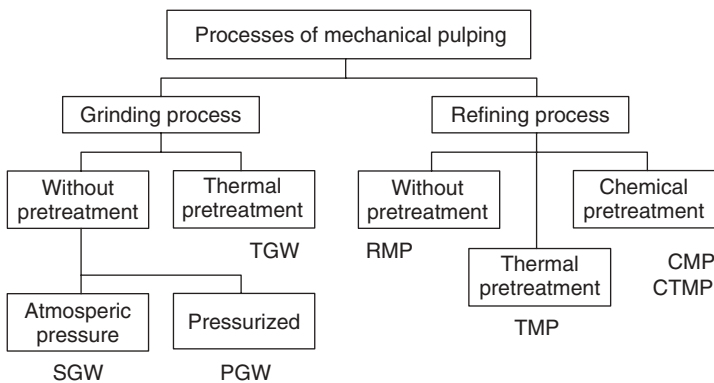 Processes of mechanical pulping
Grinding process
Refining process
Without
pretreatment
Thermal
pretreatment
TGW
Without
pretreatment
RMP
Chemical
pretreatment
CMP
CTMP
Thermal
pretreatment
TMP
Atmosperic
pressure
SGW
Pressurized
PGW